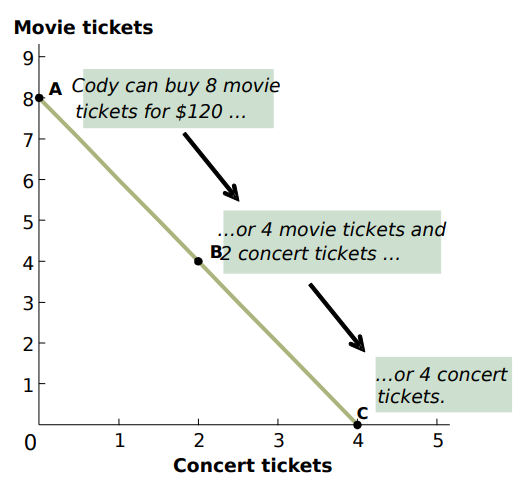 Movie tickets
9
A Cody can buy 8 movie
8
tickets for $120 ...
7
6
5
...or 4 movie tickets and
B 2 concert tickets ...
4
3
2
...or 4 concert
1
tickets.
C
0 1 2 3 4 5
Concert tickets